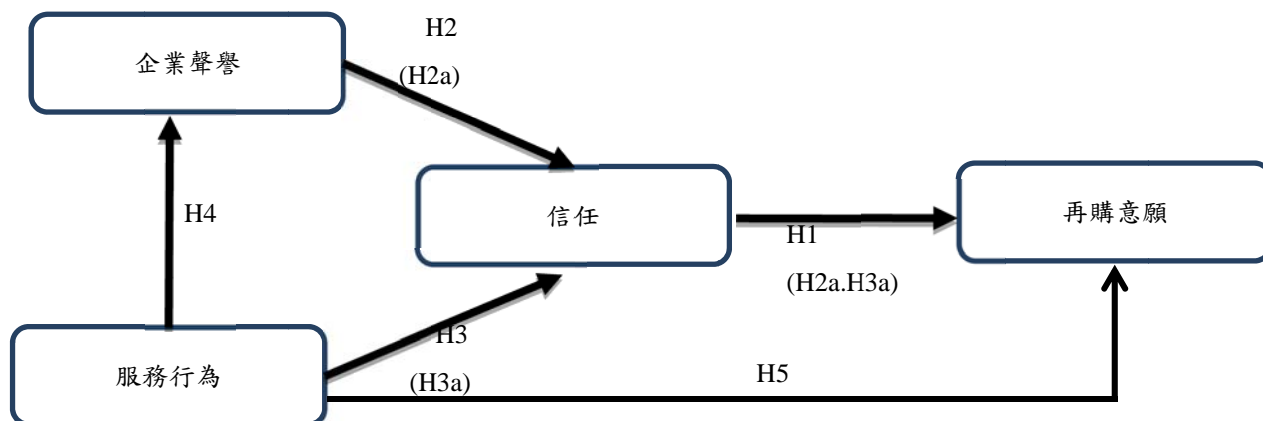 H2
企業聲譽
(H2a)
H4
信任
再購意願
H1
(H2a.H3a)
H3
服務行為
(H3a)
H5